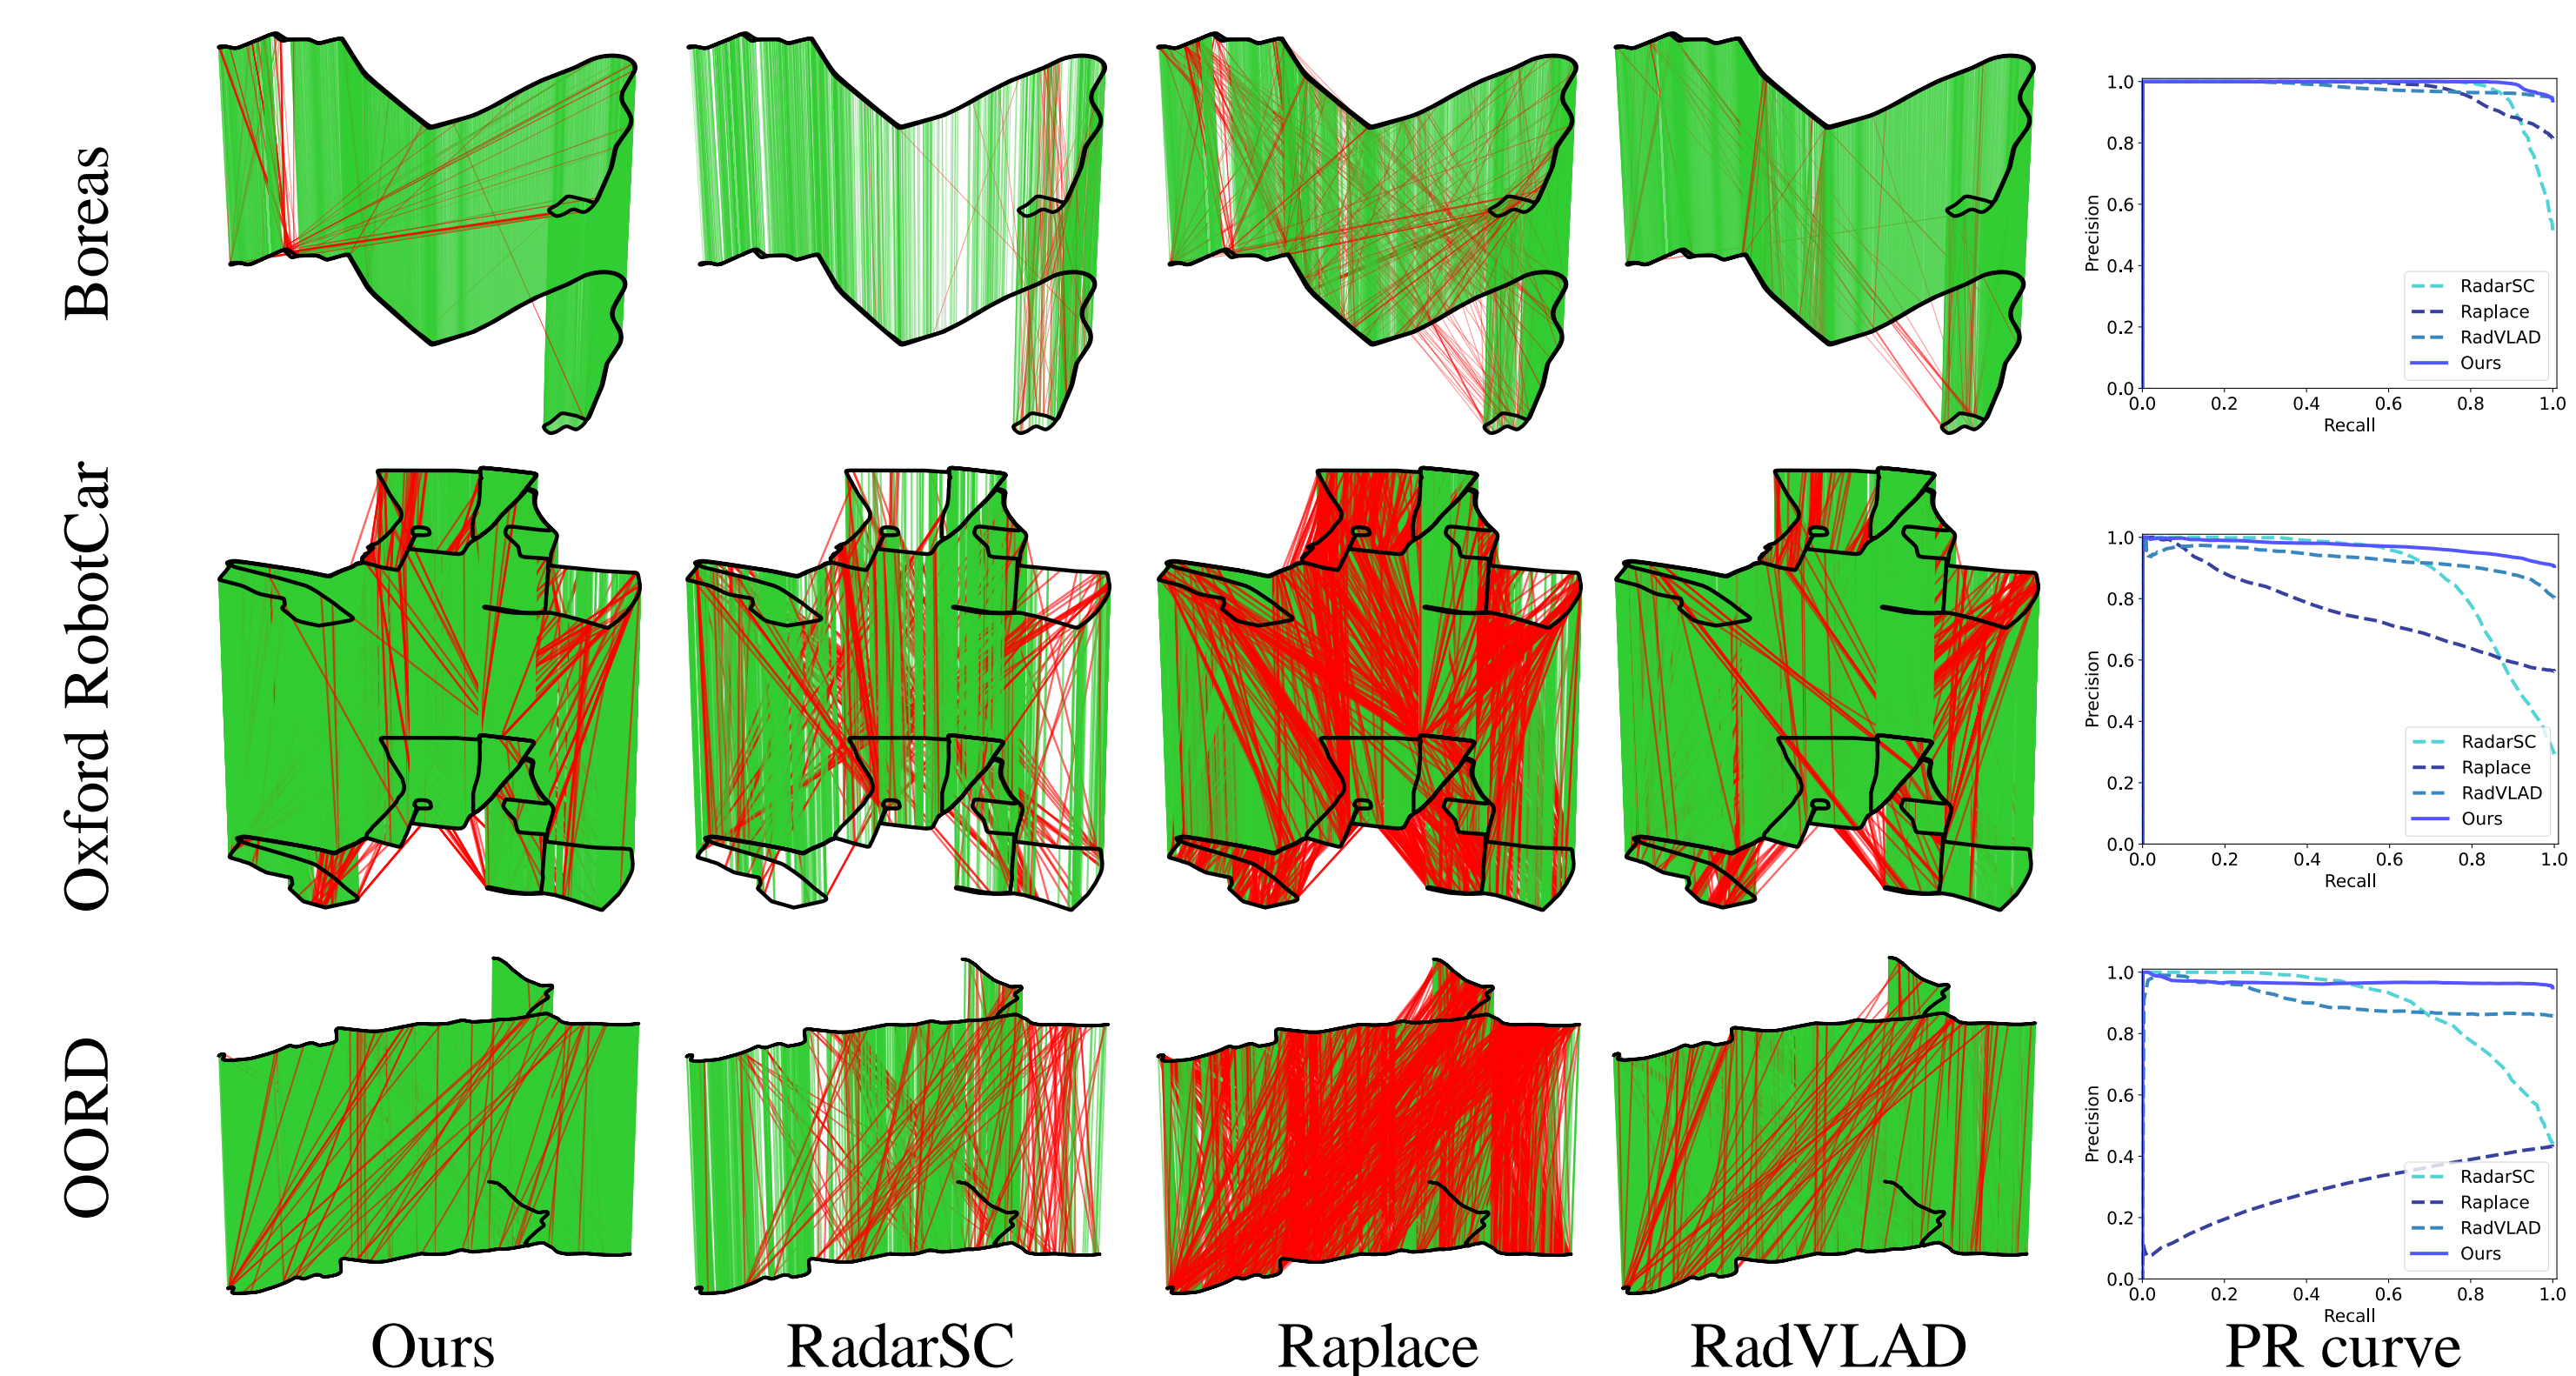 Boreas
1.0
0.8
0.6
0.4
0.2
0.0
Precision
RadarSC
Raplace
RadVLAD
Ours
0.0 0.2 0.4 0.6 0.8 1.0
Recall
Oxford RobotCar
1.0
0.8
0.6
0.4
0.2
0.0
Precision
RadarSC
Raplace
RadVLAD
Ours
0.0 0.2 0.4 0.6 0.8 1.0
Recall
OORD
1.0
0.8
0.6
0.4
0.2
0.0
Precision
RadarSC
Raplace
RadVLAD
Ours
0.0 0.2 0.4 0.6 0.8 1.0
Recall
Ours RadarSC Raplace RadVLAD PR curve